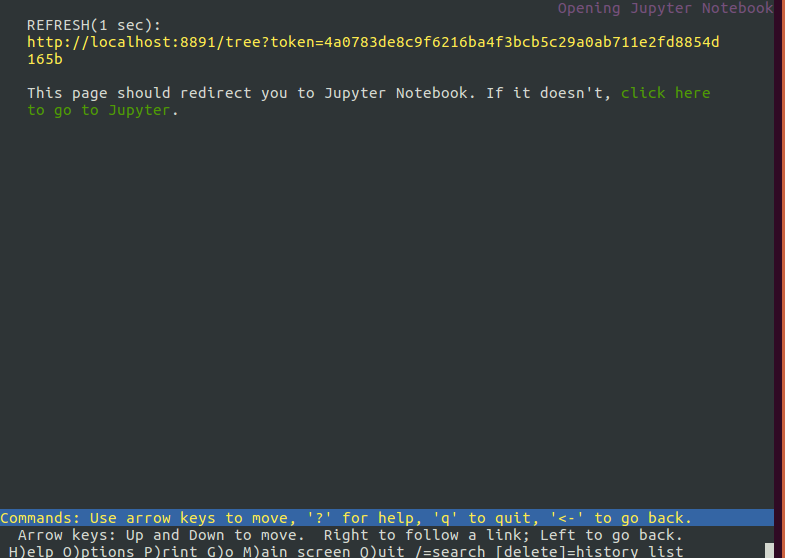 Opening Jupyter Notebook
REFRESH(1 sec):
http://localhost:8891/tree?token=4a0783de8c9f6216ba4f3bcb5c29a0ab711e2fd8854d
165b
This page should redirect you to Jupyter Notebook. If it doesn't, click here
to go to Jupyter.
Commands: Use arrow keys to move, '?' for help, 'q' to quit, '<-' to go back.
Arrow keys: Up and Down to move.  Right to follow a link; Left to go back.
H)elp O)ptions P)rint G)o M)ain screen Q)uit /=search [delete]=history list